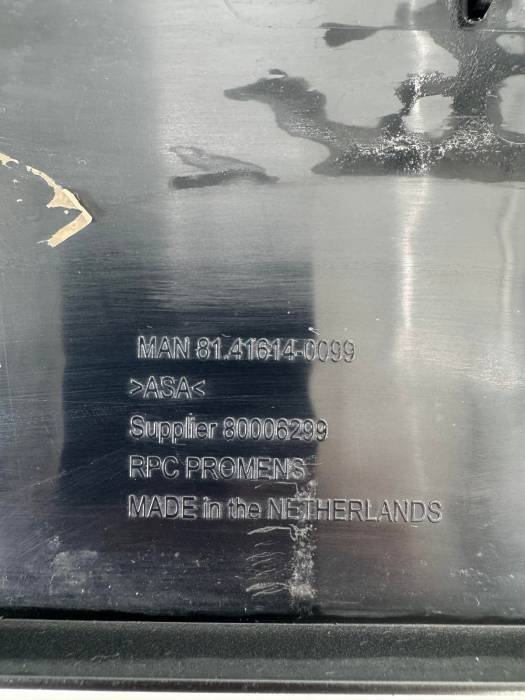 MAN 81.41614-0099
>ASA<
Supplier 80006299
RPC PROMENS
MADE in the NETHERLANDS